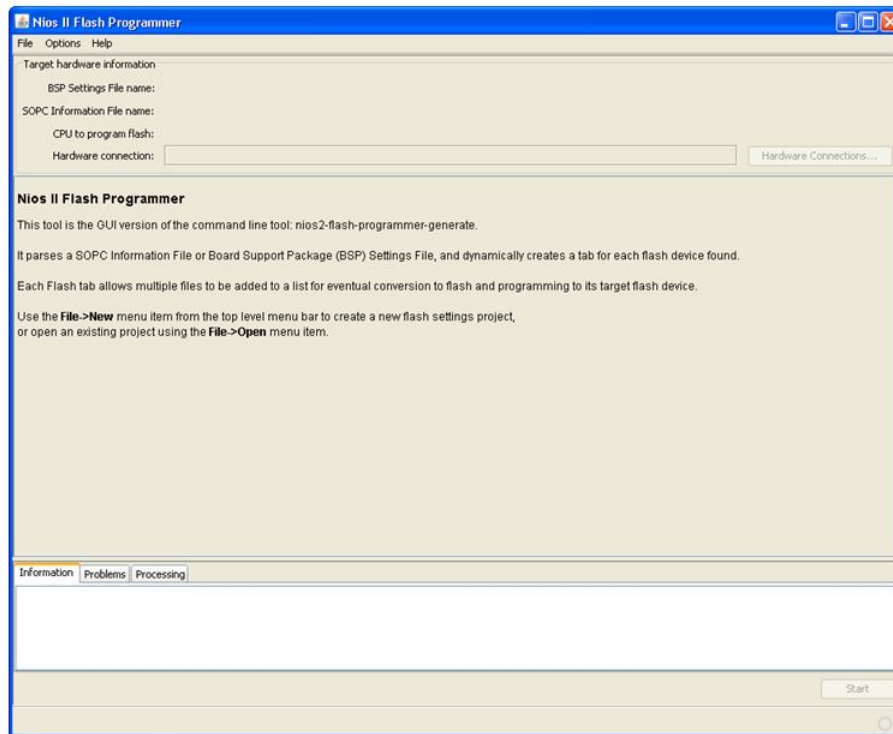 Nios II Flash Programmer
File Options Help
Target hardware information
BSP Settings File name:
SOPC Information File name:
CPU to program flash:
Hardware connection:
Hardware Connections...
Nios II Flash Programmer
This tool is the GUI version of the command line tool: nios2-flash-programmer-generate.
It parses a SOPC Information File or Board Support Package (BSP) Settings File, and dynamically creates a tab for each flash device found.
Each Flash tab allows multiple files to be added to a list for eventual conversion to flash and programming to its target flash device.
Use the File->New menu item from the top level menu bar to create a new flash settings project,
or open an existing project using the File->Open menu item.
Information Problems Processing
Start